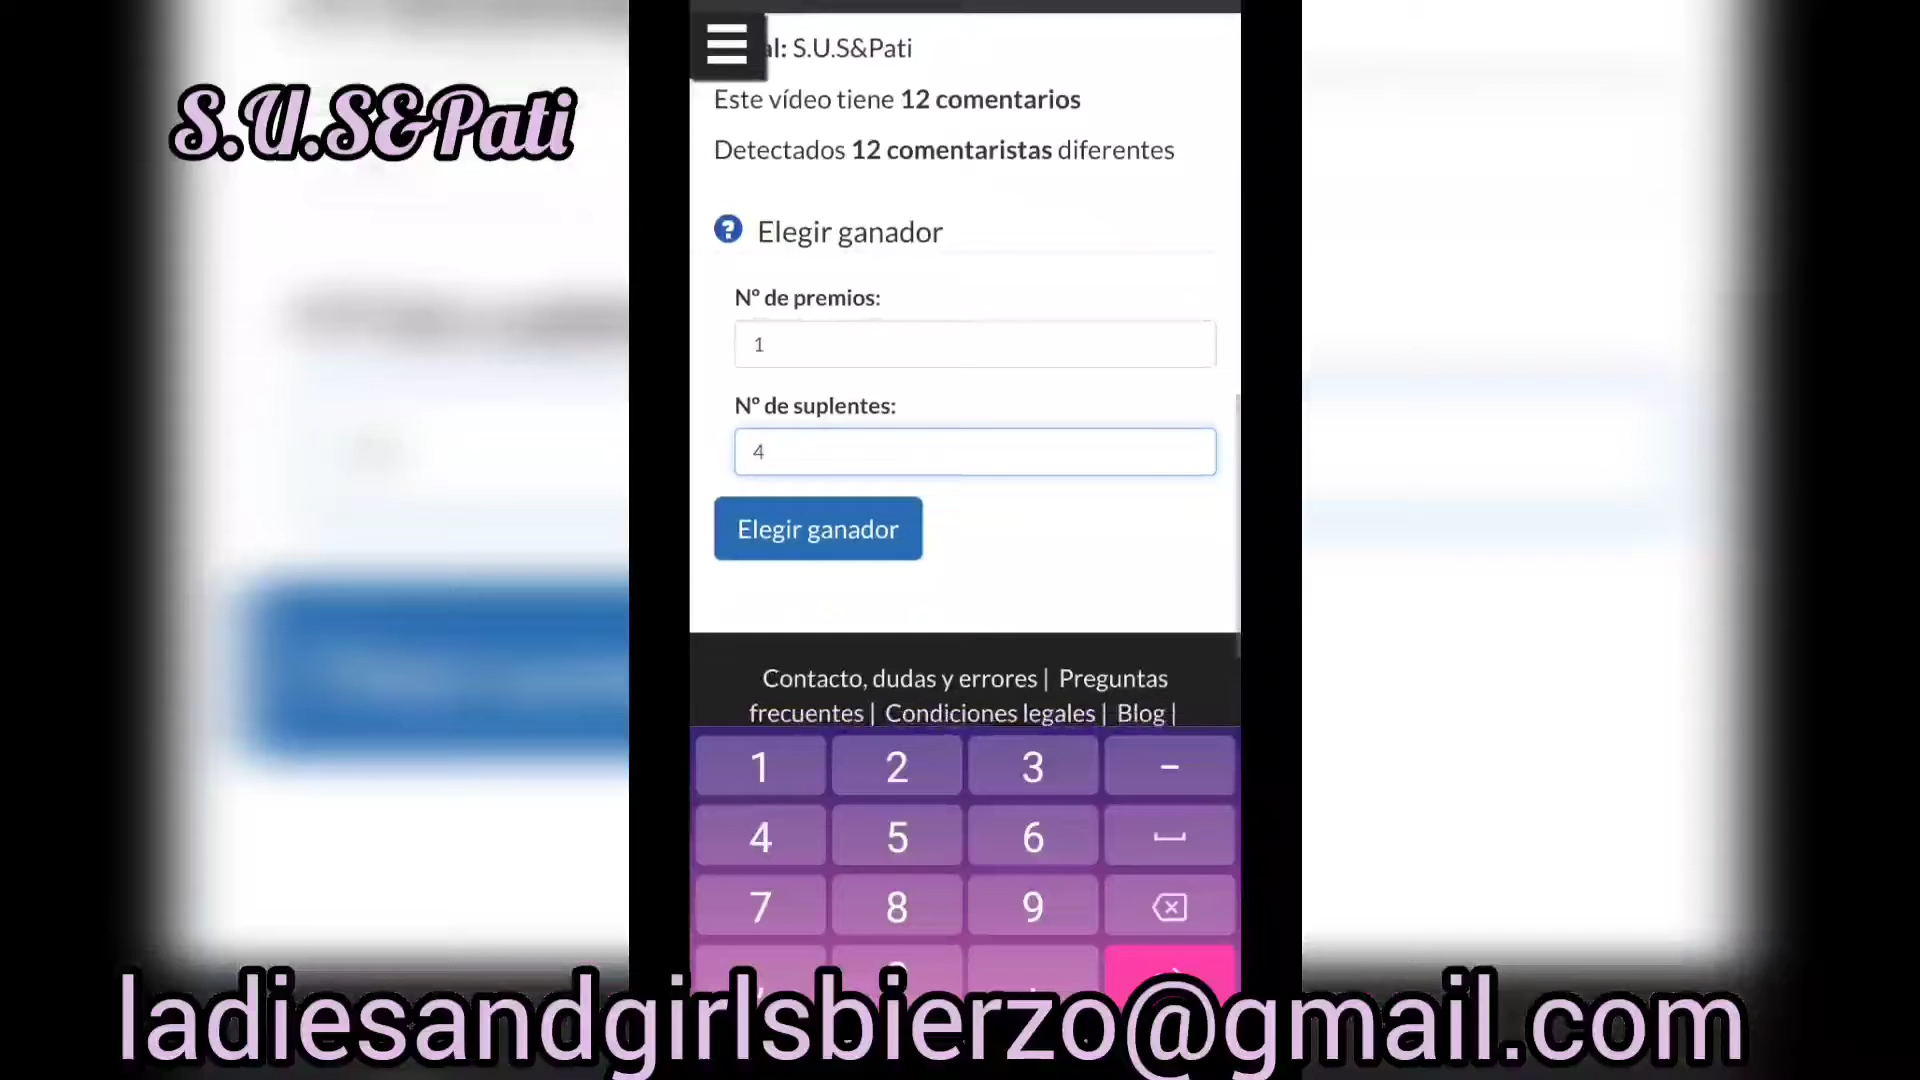 S.U.S&Pati
al: S.U.S&Pati
Este vídeo tiene 12 comentarios
Detectados 12 comentaristas diferentes
? Elegir ganador
Nº de premios:
1
Nº de suplentes:
4
Elegir ganador
Contacto, dudas y errores | Preguntas
frecuentes | Condiciones legales | Blog |
1 2 3 -
4 5 6
7 8 9
ladiesandgirlsbierzo@gmail.com